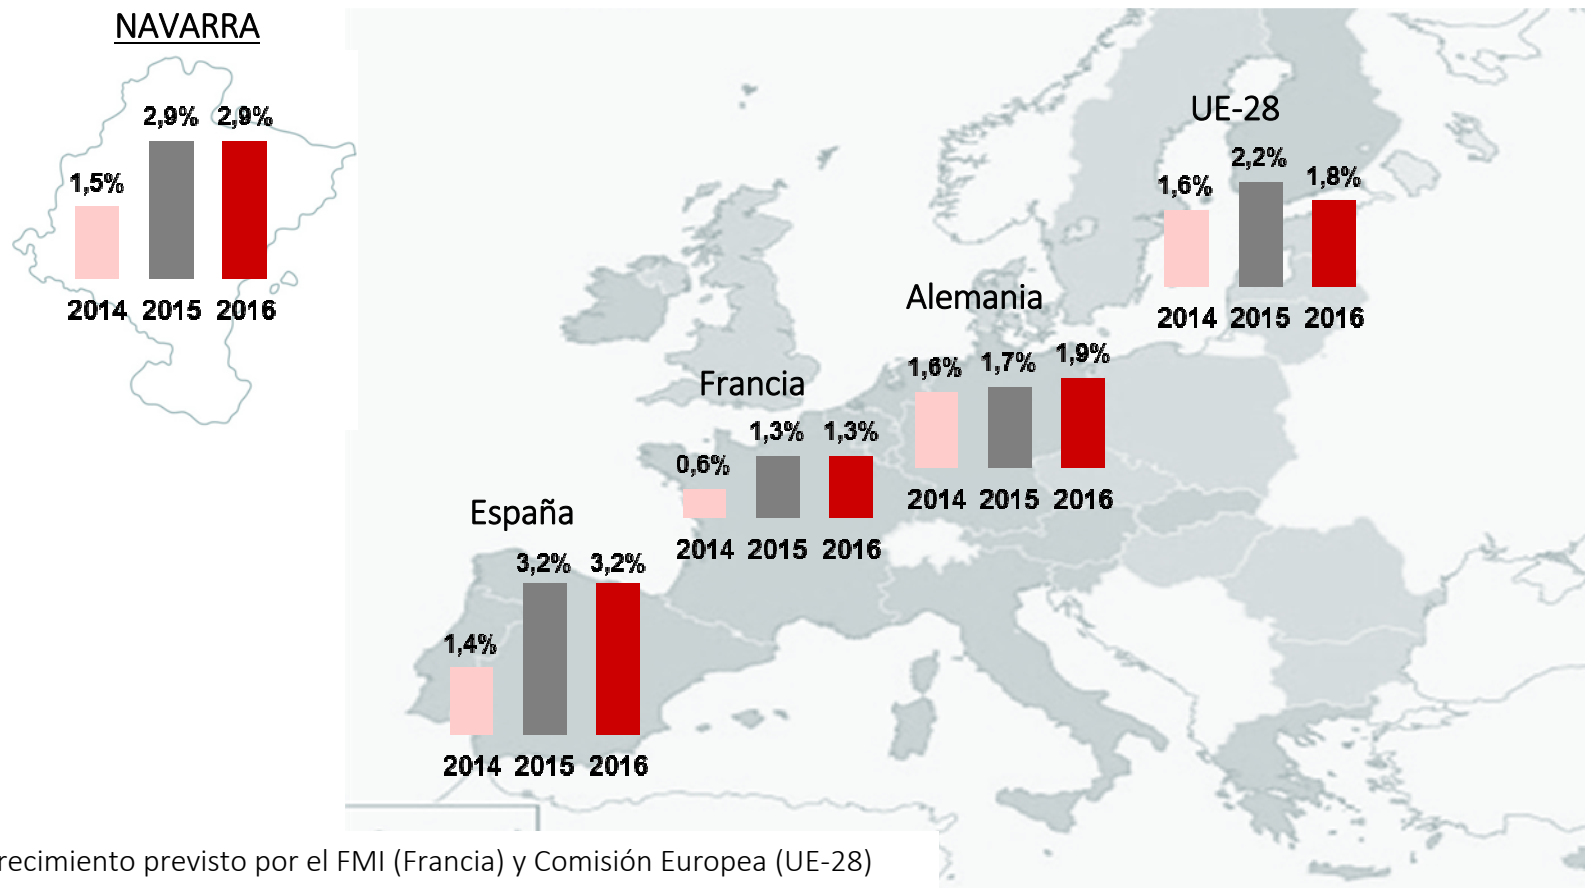 NAVARRA
2,9% 2,9%
1,5%
2014 2015 2016
UE-28
2,2%
1,6% 1,8%
2014 2015 2016
Alemania
1,6% 1,7% 1,9%
2014 2015 2016
Francia
1,3% 1,3%
0,6%
2014 2015 2016
España
3,2% 3,2%
1,4%
2014 2015 2016
recimiento previsto por el FMI (Francia) y Comisión Europea (UE-28)